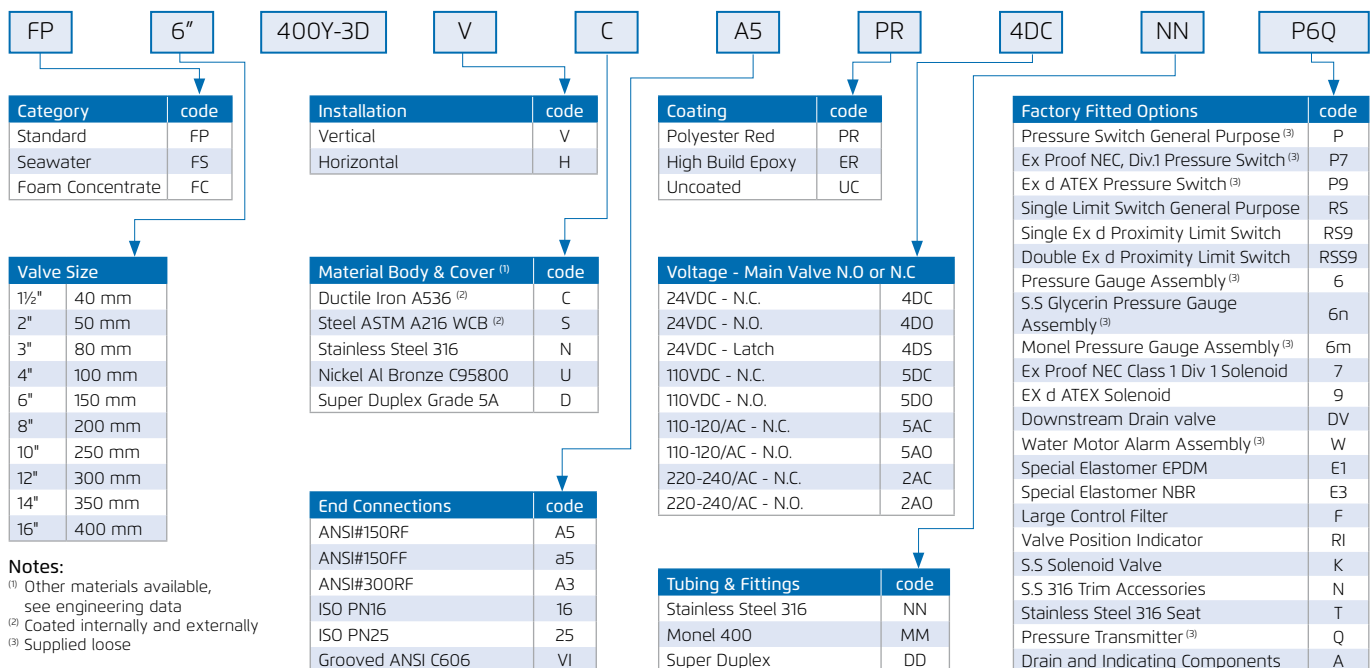 FP 6″ 400Y-3D V C A5 PR 4DC NN P6Q
Category code
Standard FP
Seawater FS
Foam Concentrate FC
Valve Size
1½" 40 mm
2" 50 mm
3" 80 mm
4" 100 mm
6" 150 mm
8" 200 mm
10" 250 mm
12" 300 mm
14" 350 mm
16" 400 mm
Notes:
(1) Other materials available,
see engineering data
(2) Coated internally and externally
(3) Supplied loose
Installation code
Vertical V
Horizontal H
Material Body & Cover (1) code
Ductile Iron A536 (2) C
Steel ASTM A216 WCB (2) S
Stainless Steel 316 N
Nickel Al Bronze C95800 U
Super Duplex Grade 5A D
End Connections code
ANSI#150RF A5
ANSI#150FF a5
ANSI#300RF A3
ISO PN16 16
ISO PN25 25
Grooved ANSI C606 VI
Coating code
Polyester Red PR
High Build Epoxy ER
Uncoated UC
Voltage - Main Valve N.O or N.C
24VDC - N.C. 4DC
24VDC - N.O. 4DO
24VDC - Latch 4DS
110VDC - N.C. 5DC
110VDC - N.O. 5DO
110-120/AC - N.C. 5AC
110-120/AC - N.O. 5AO
220-240/AC - N.C. 2AC
220-240/AC - N.O. 2AO
Tubing & Fittings code
Stainless Steel 316 NN
Monel 400 MM
Super Duplex DD
Factory Fitted Options code
Pressure Switch General Purpose (3) P
Ex Proof NEC, Div.1 Pressure Switch (3) P7
Ex d ATEX Pressure Switch (3) P9
Single Limit Switch General Purpose RS
Single Ex d Proximity Limit Switch RS9
Double Ex d Proximity Limit Switch RSS9
Pressure Gauge Assembly (3) 6
S.S Glycerin Pressure Gauge
Assembly (3) 6n
Monel Pressure Gauge Assembly (3) 6m
Ex Proof NEC Class 1 Div 1 Solenoid 7
EX d ATEX Solenoid 9
Downstream Drain valve DV
Water Motor Alarm Assembly (3) W
Special Elastomer EPDM E1
Special Elastomer NBR E3
Large Control Filter F
Valve Position Indicator RI
S.S Solenoid Valve K
S.S 316 Trim Accessories N
Stainless Steel 316 Seat T
Pressure Transmitter (3) Q
Drain and Indicating Components A